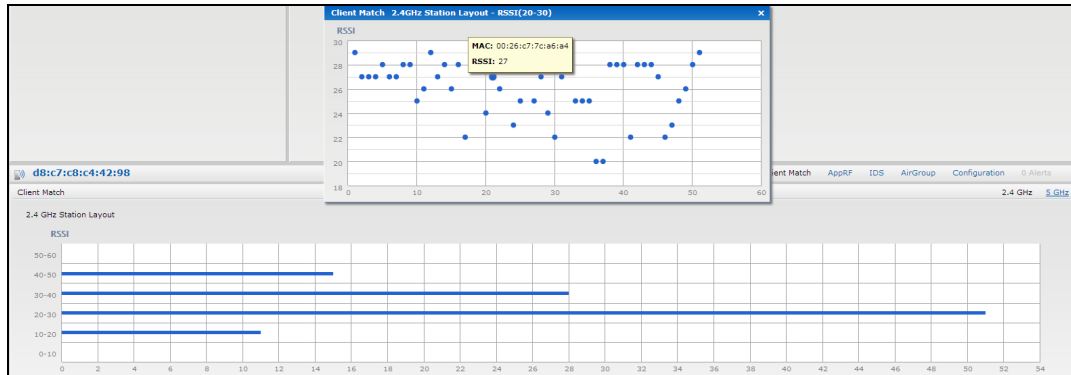 Client Match 2.4GHz Station Layout - RSSI(20-30) ×
RSSI
30
28
26
24
22
20
18
0 10 20 30 40 50 60
MAC: 00:26:c7:7c:a6:a4
RSSI: 27
d8:c7:c8:c4:42:98
ient Match AppRF IDS AirGroup Configuration 0 Alerts
Client Match 2.4 GHz 5 GHz
2.4 GHz Station Layout
RSSI
50-60
40-50
30-40
20-30
10-20
0-10
0 2 4 6 8 10 12 14 16 18 20 22 24 26 28 30 32 34 36 38 40 42 44 46 48 50 52 54